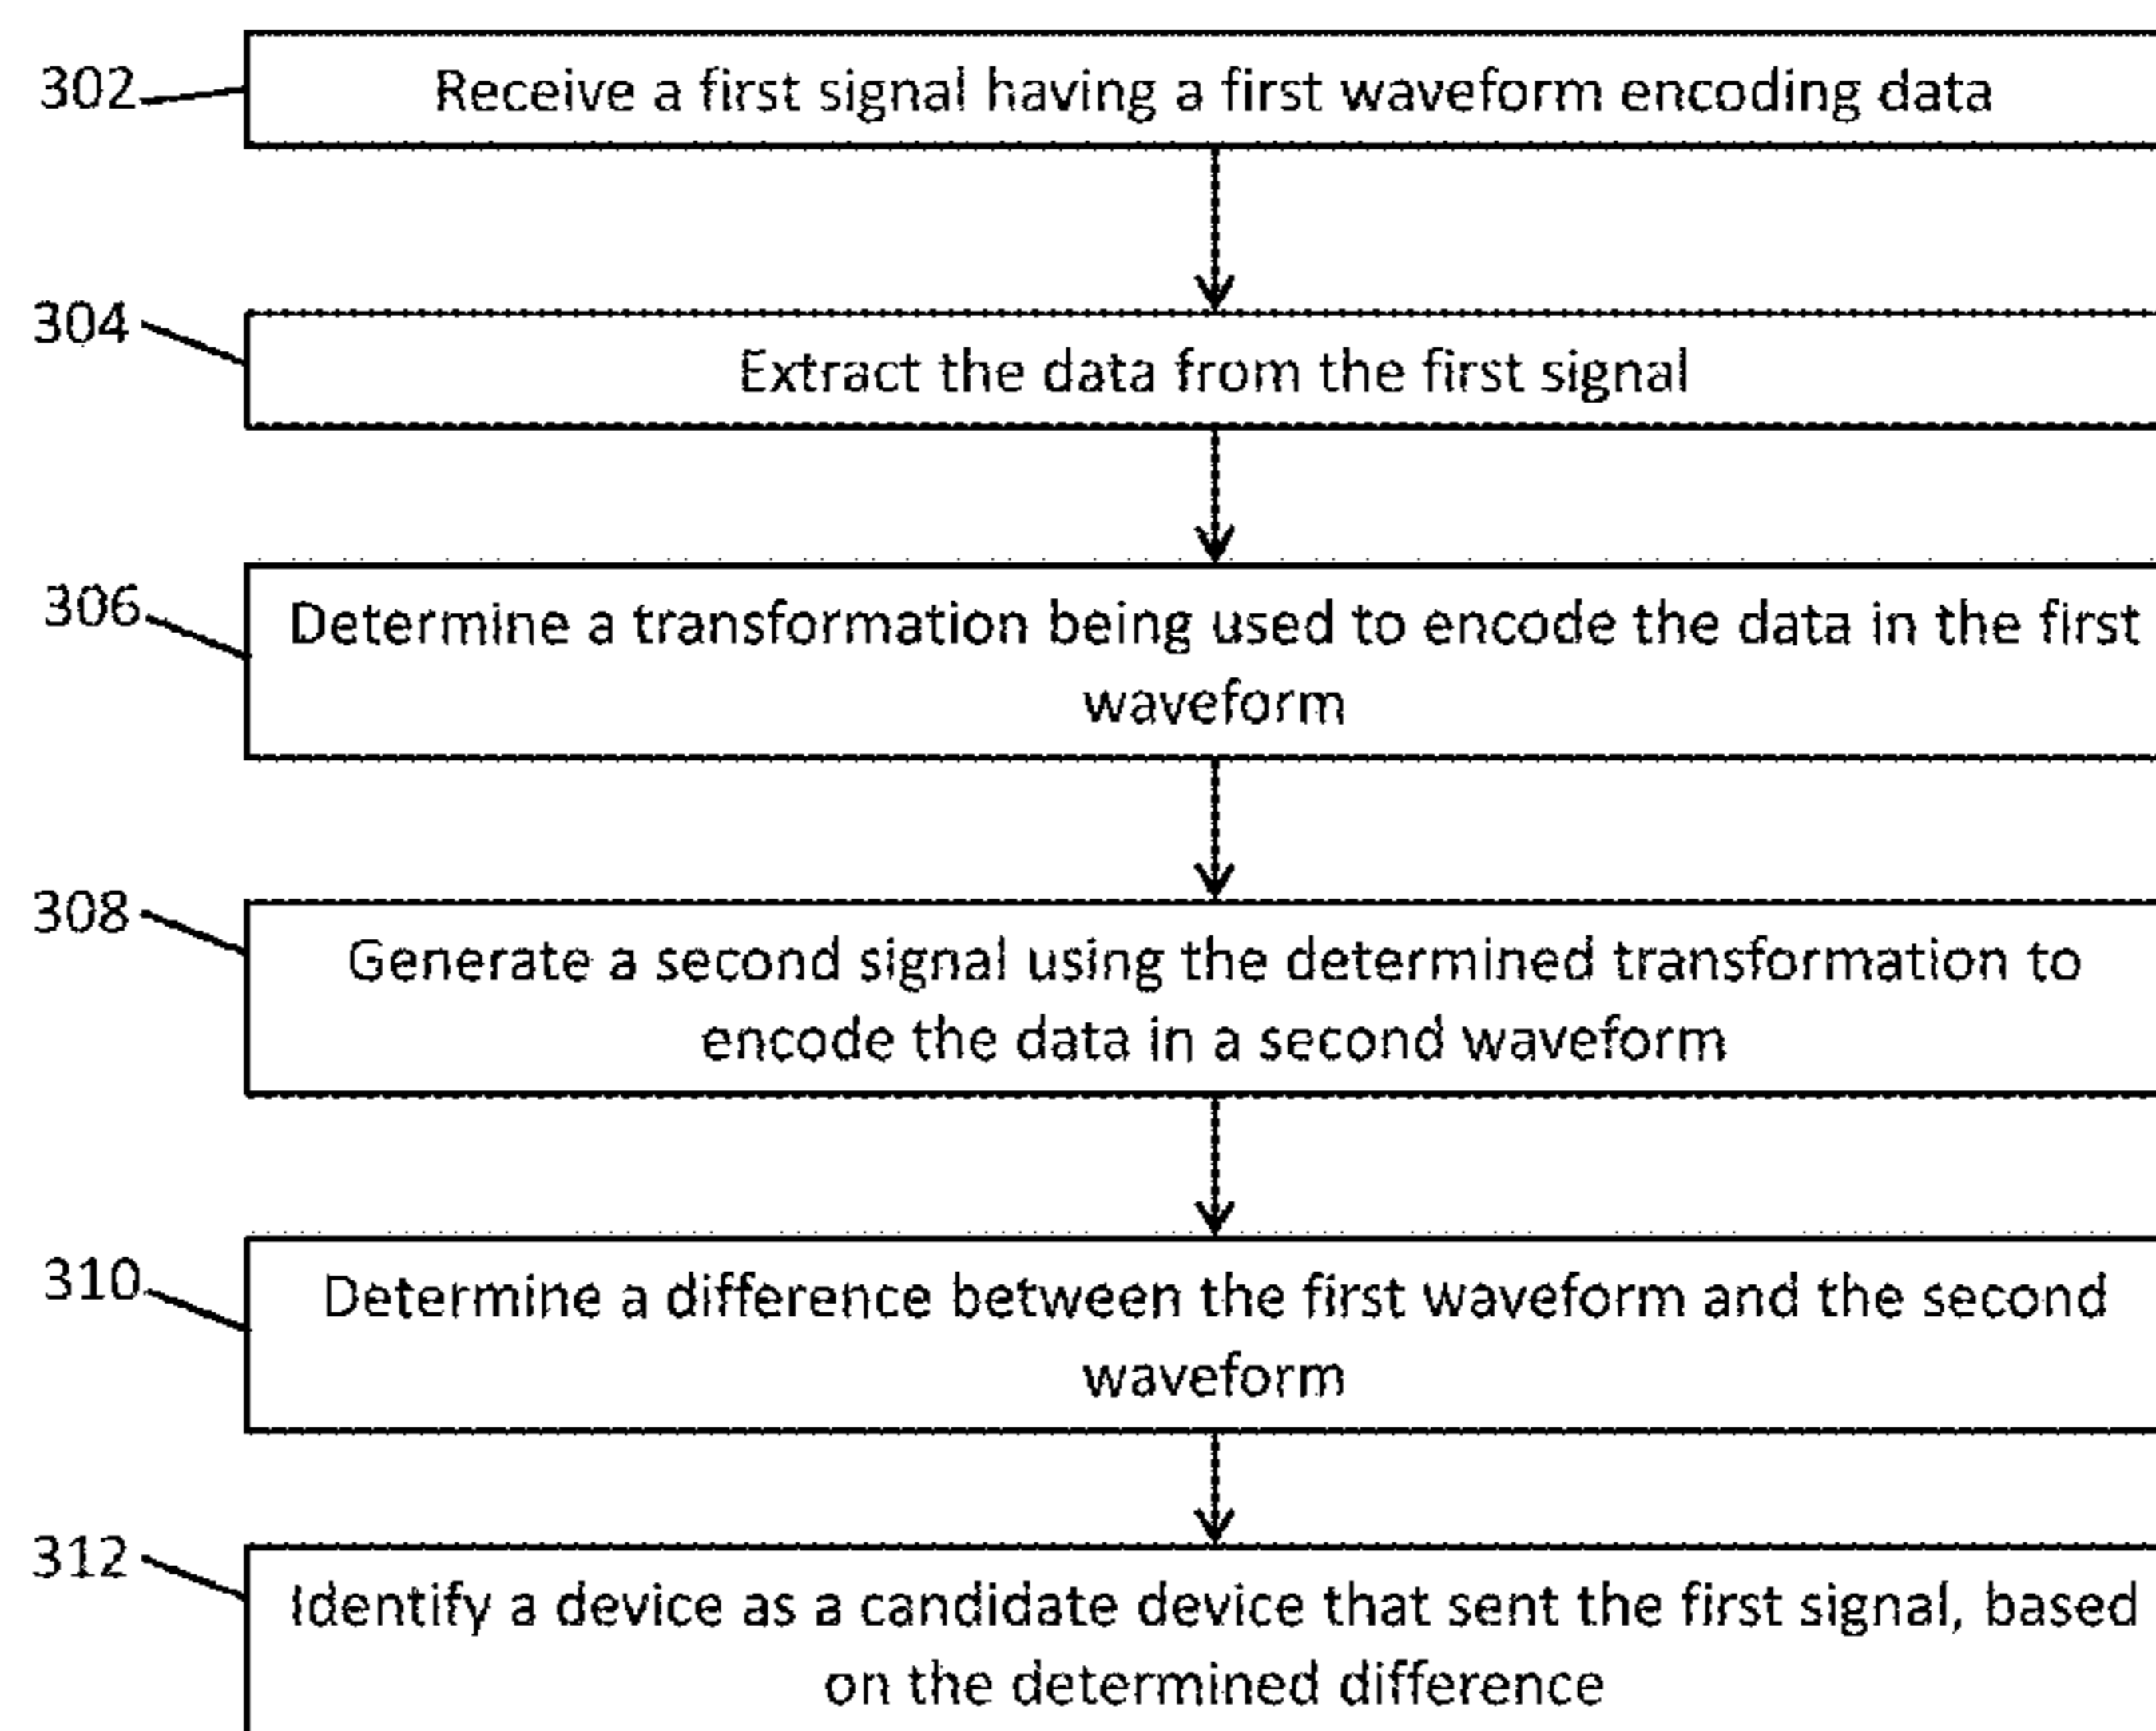 302
Receive a first signal having a first waveform encoding data
304
Extract the data from the first signal
306
Determine a transformation being used to encode the data in the first
waveform
308
Generate a second signal using the determined transformation to
encode the data in a second waveform
310
Determine a difference between the first waveform and the second
waveform
312
Identify a device as a candidate device that sent the first signal, based
on the determined difference